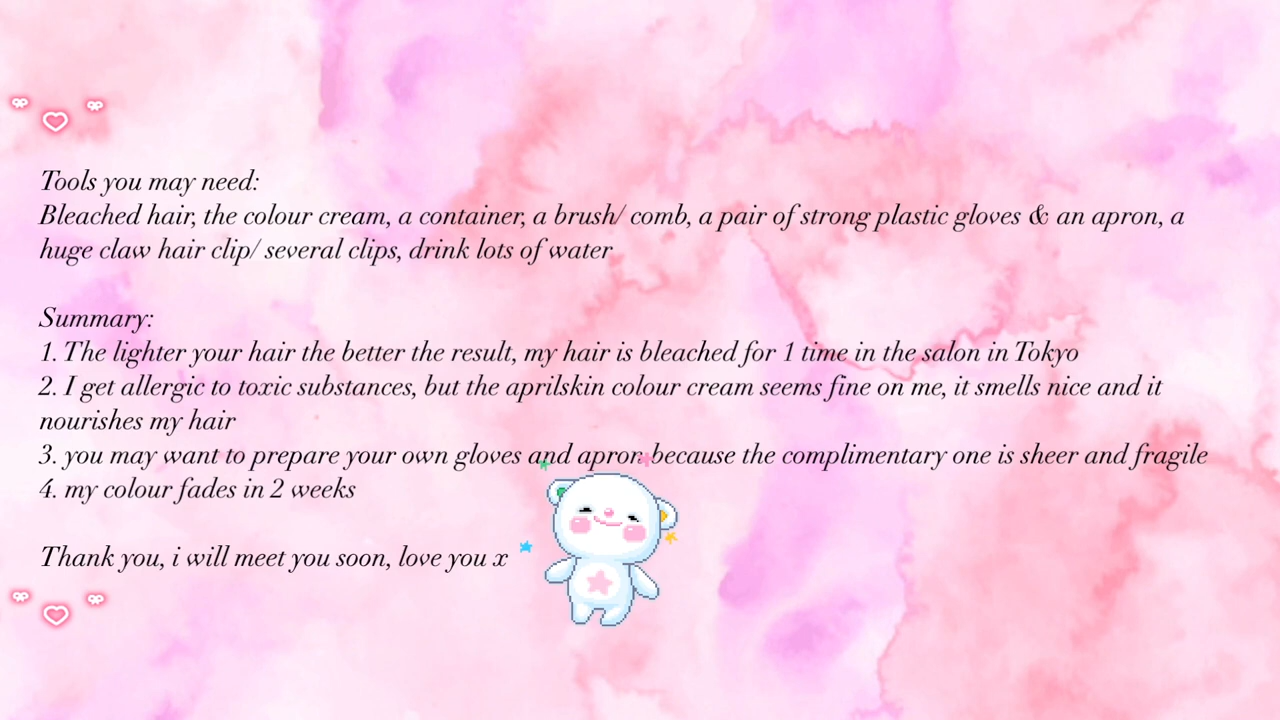 Tools you may need:
Bleached hair, the colour cream, a container, a brush/ comb, a pair of strong plastic gloves & an apron, a
huge claw hair clip/ several clips, drink lots of water
Summary:
1. The lighter your hair the better the result, my hair is bleached for 1 time in the salon in Tokyo
2. I get allergic to toxic substances, but the aprilskin colour cream seems fine on me, it smells nice and it
nourishes my hair
3. you may want to prepare your own gloves and apron because the complimentary one is sheer and fragile
4. my colour fades in 2 weeks
Thank you, i will meet you soon, love you x